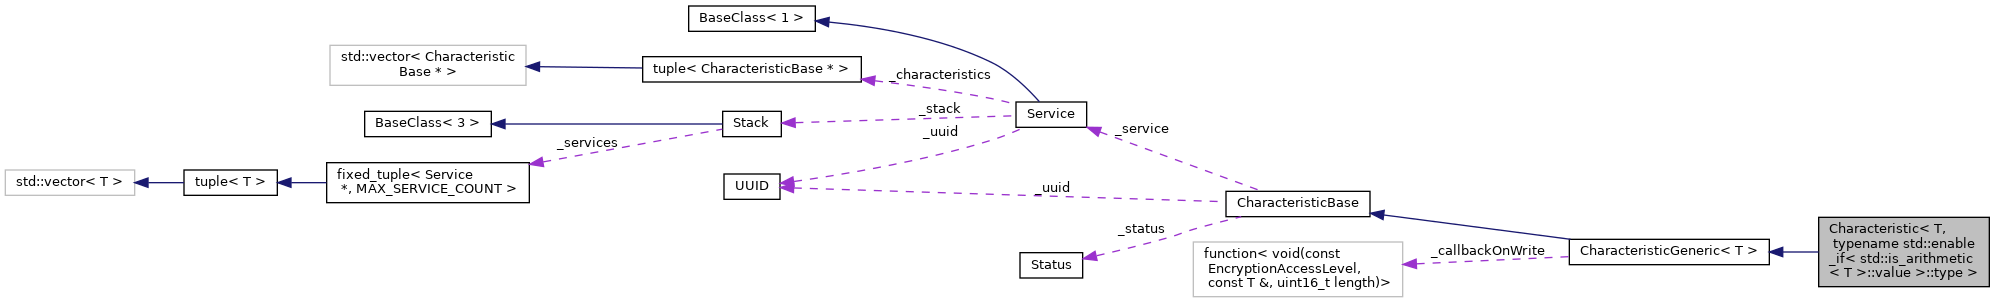 BaseClass< 1 >
std::vector< Characteristic
Base * >
tuple< CharacteristicBase * >
_characteristics
BaseClass< 3 >
Stack
_stack
Service
_uuid
_service
_services
std::vector< T >
tuple< T >
fixed_tuple< Service
*, MAX_SERVICE_COUNT >
UUID
_uuid
CharacteristicBase
_status
Status
function< void(const
EncryptionAccessLevel,
const T &, uint16_t length)>
_callbackOnWrite
CharacteristicGeneric< T >
Characteristic< T,
typename std::enable
_if< std::is_arithmetic
< T >::value >::type >